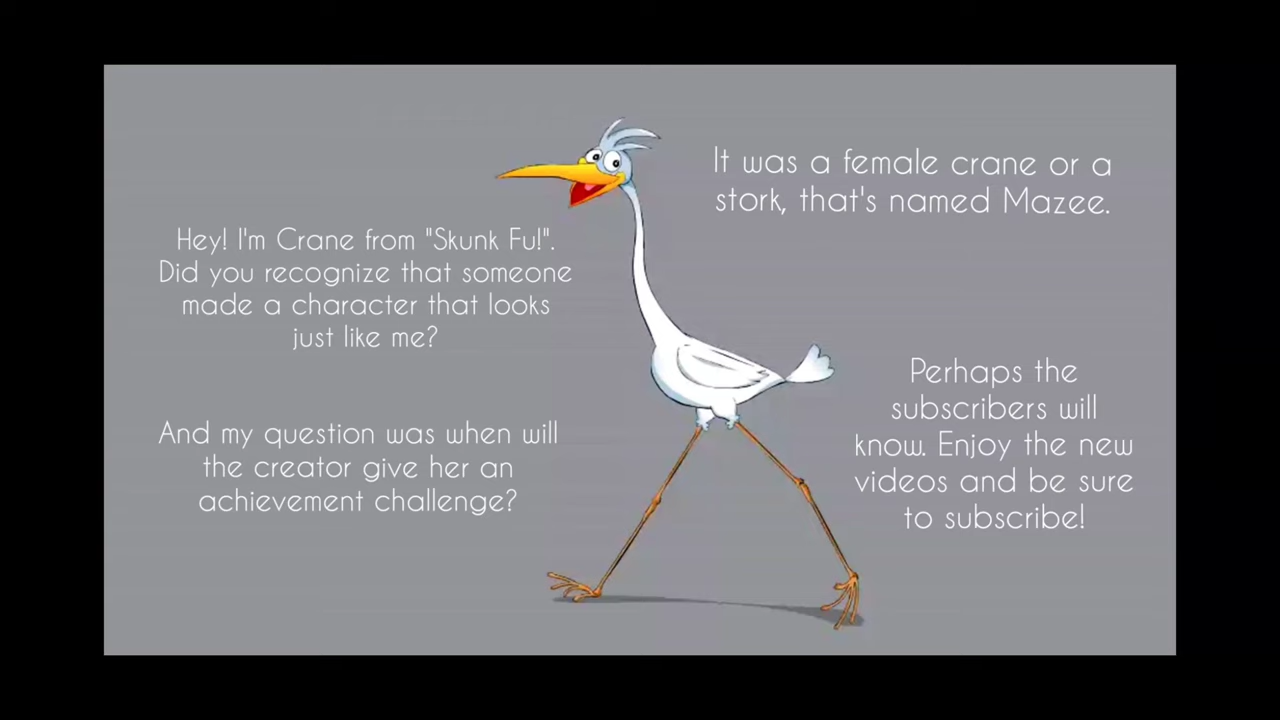 Hey! I'm Crane from "Skunk Fu!".
Did you recognize that someone
made a character that looks
just like me?
It was a female crane or a
stork, that's named Mazee.
And my question was when will
the creator give her an
achievement challenge?
Perhaps the
subscribers will
know. Enjoy the new
videos and be sure
to subscribe!